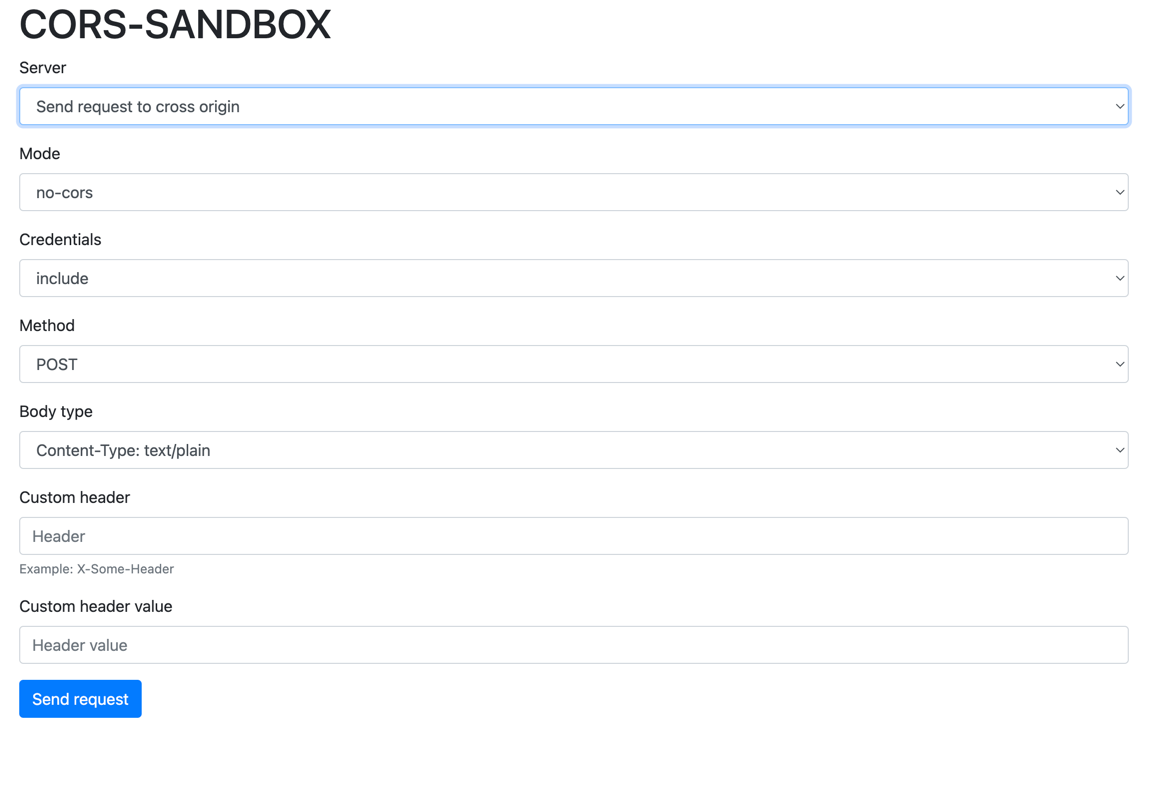 CORS-SANDBOX
Server
Send request to cross origin
Mode
no-cors
Credentials
include
Method
POST
Body type
Content-Type: text/plain
Custom header
Header
Example: X-Some-Header
Custom header value
Header value
Send request